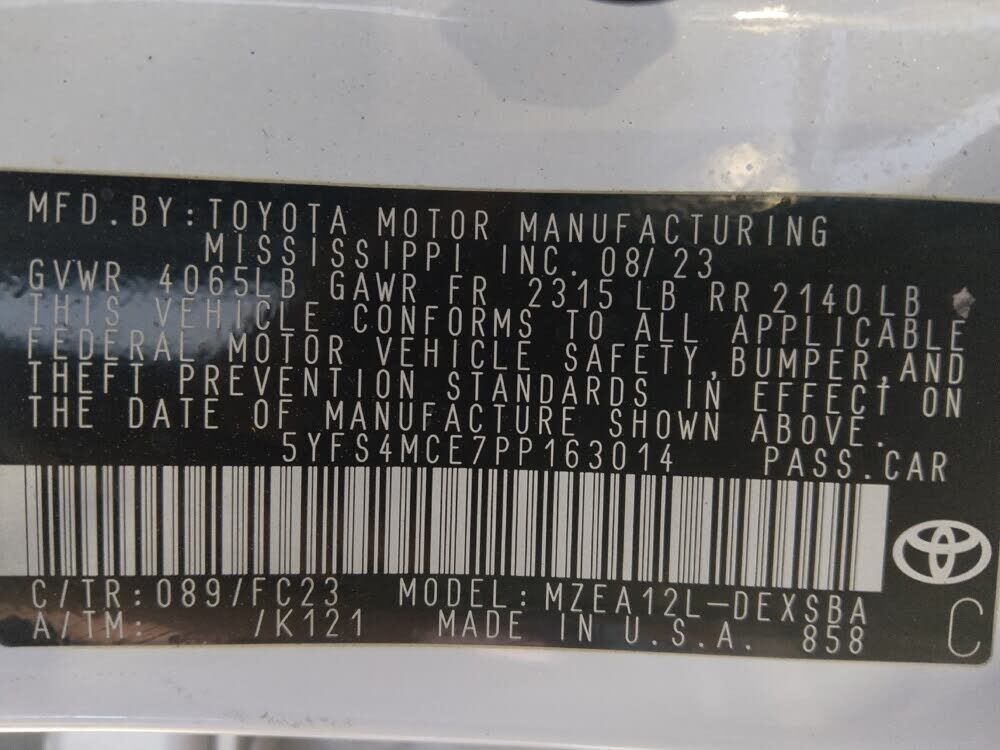 MFD.BY:TOYOTA MOTOR MANUFACTURING
MISSISSIPPI INC. 08/23
GVWR 4065LB GAWR FR 2315LB RR 2140LB
THIS VEHICLE CONFORMS TO ALL APPLICABLE
FEDERAL MOTOR VEHICLE SAFETY,BUMPER,AND
THEFT PREVENTION STANDARDS IN EFFECT ON
THE DATE OF MANUFACTURE SHOWN ABOVE.
5YFS4MCE7PP163014 PASS.CAR
C/TR:089/FC23 MODEL:MZEA12L-DEXSBA
A/TM: /K121 MADE IN U.S.A. 858 C